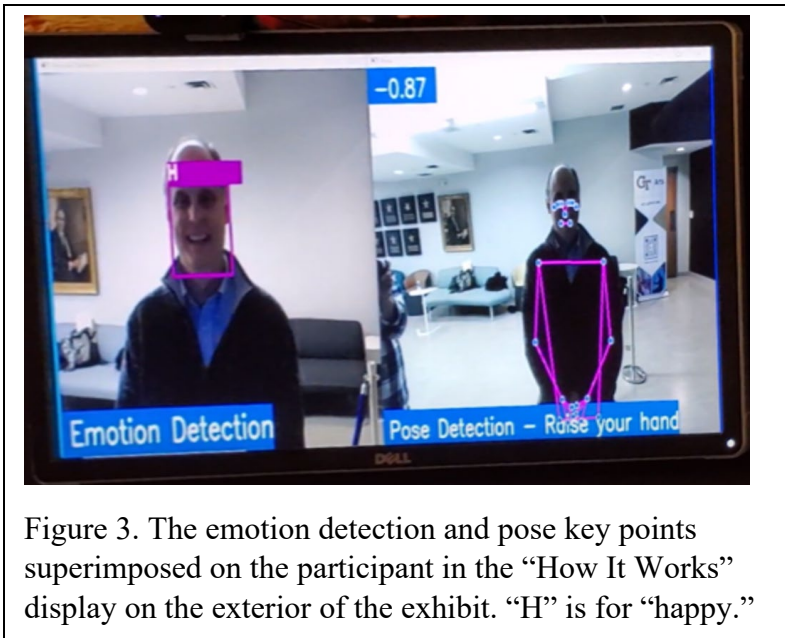 -0.87
H
GT
Emotion Detection
Pose Detection – Raise your hand
DELL
Figure 3. The emotion detection and pose key points
superimposed on the participant in the “How It Works”
display on the exterior of the exhibit. “H” is for “happy.”